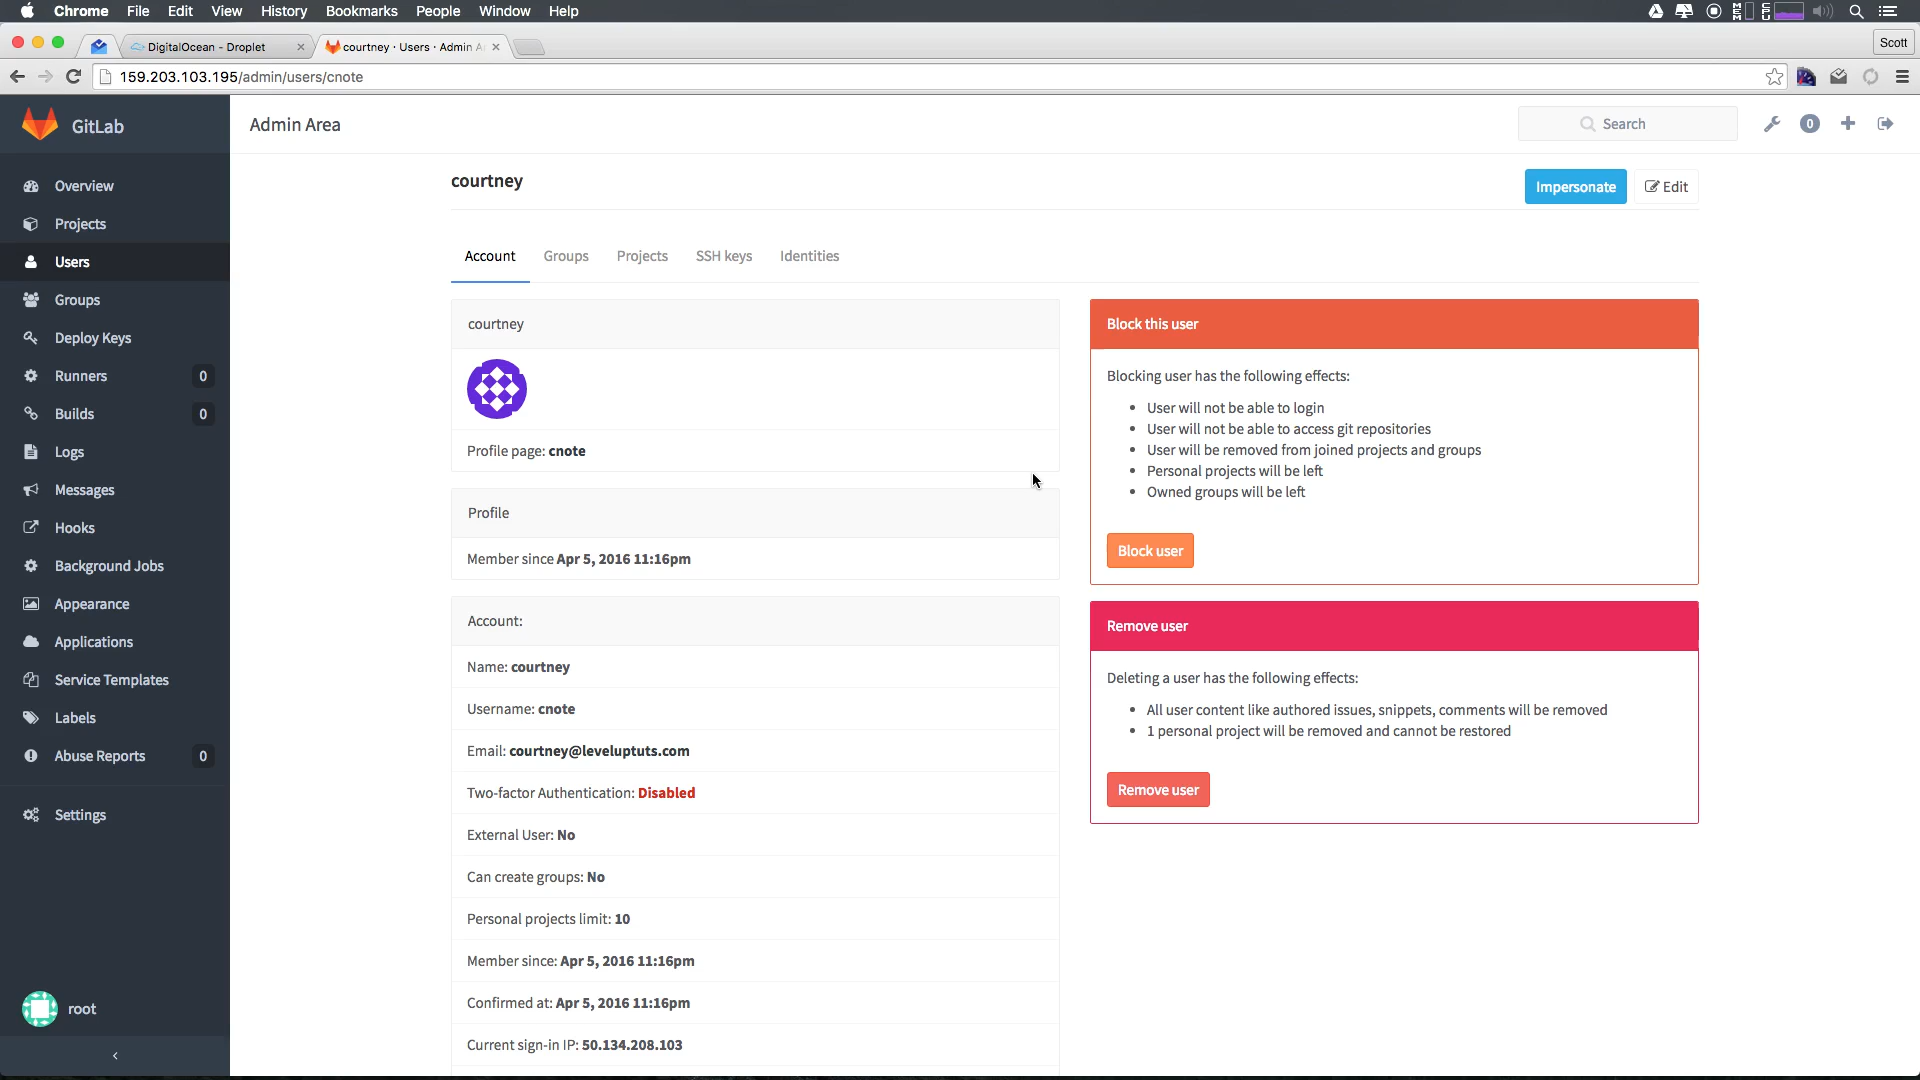 Chrome File Edit View History Bookmarks People Window Help
DigitalOcean - Droplet
courtney · Users · Admin A
Scott
159.203.103.195/admin/users/cnote
GitLab
Admin Area
Search
0
Overview
Projects
Users
Groups
Deploy Keys
Runners 0
Builds 0
Logs
Messages
Hooks
Background Jobs
Appearance
Applications
Service Templates
Labels
Abuse Reports 0
Settings
root
courtney
Impersonate
Edit
Account Groups Projects SSH keys Identities
courtney
Profile page: cnote
Profile
Member since Apr 5, 2016 11:16pm
Account:
Name: courtney
Username: cnote
Email: courtney@leveluptuts.com
Two-factor Authentication: Disabled
External User: No
Can create groups: No
Personal projects limit: 10
Member since: Apr 5, 2016 11:16pm
Confirmed at: Apr 5, 2016 11:16pm
Current sign-in IP: 50.134.208.103
Block this user
Blocking user has the following effects:
User will not be able to login
User will not be able to access git repositories
User will be removed from joined projects and groups
Personal projects will be left
Owned groups will be left
Block user
Remove user
Deleting a user has the following effects:
All user content like authored issues, snippets, comments will be removed
1 personal project will be removed and cannot be restored
Remove user